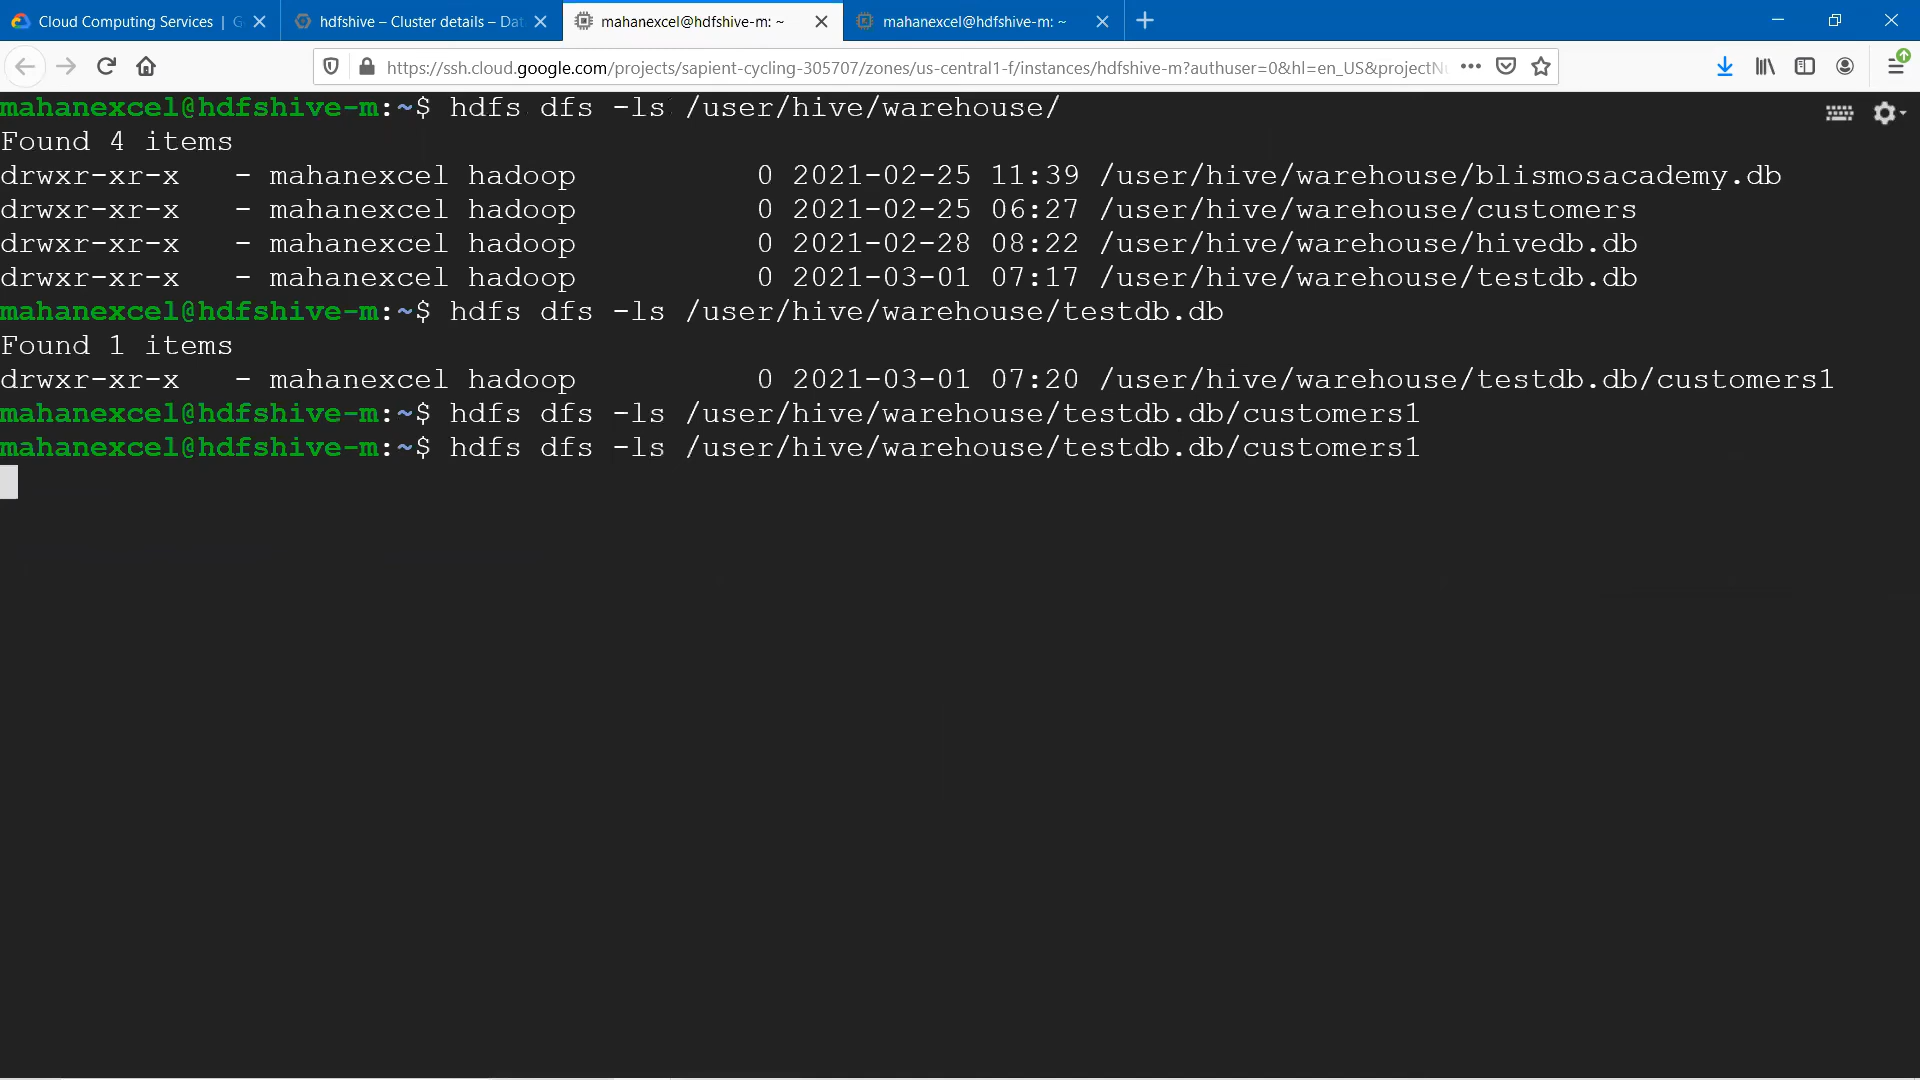 Cloud Computing Services | G
hdfshive – Cluster details – Dat
mahanexcel@hdfshive-m: ~
mahanexcel@hdfshive-m: ~
https://ssh.cloud.google.com/projects/sapient-cycling-305707/zones/us-central1-f/instances/hdfshive-m?authuser=0&hl=en_US&projectNu
mahanexcel@hdfshive-m:~$ hdfs dfs -ls /user/hive/warehouse/
Found 4 items
drwxr-xr-x   - mahanexcel hadoop          0 2021-02-25 11:39 /user/hive/warehouse/blismosacademy.db
drwxr-xr-x   - mahanexcel hadoop          0 2021-02-25 06:27 /user/hive/warehouse/customers
drwxr-xr-x   - mahanexcel hadoop          0 2021-02-28 08:22 /user/hive/warehouse/hivedb.db
drwxr-xr-x   - mahanexcel hadoop          0 2021-03-01 07:17 /user/hive/warehouse/testdb.db
mahanexcel@hdfshive-m:~$ hdfs dfs -ls /user/hive/warehouse/testdb.db
Found 1 items
drwxr-xr-x   - mahanexcel hadoop          0 2021-03-01 07:20 /user/hive/warehouse/testdb.db/customers1
mahanexcel@hdfshive-m:~$ hdfs dfs -ls /user/hive/warehouse/testdb.db/customers1
mahanexcel@hdfshive-m:~$ hdfs dfs -ls /user/hive/warehouse/testdb.db/customers1